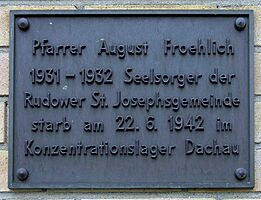 Pfarrer August Froehlich
1931 – 1932 Seelsorger der
Rudower St. Josephsgemeinde
starb am 22. 6. 1942 im
Konzentrationslager Dachau